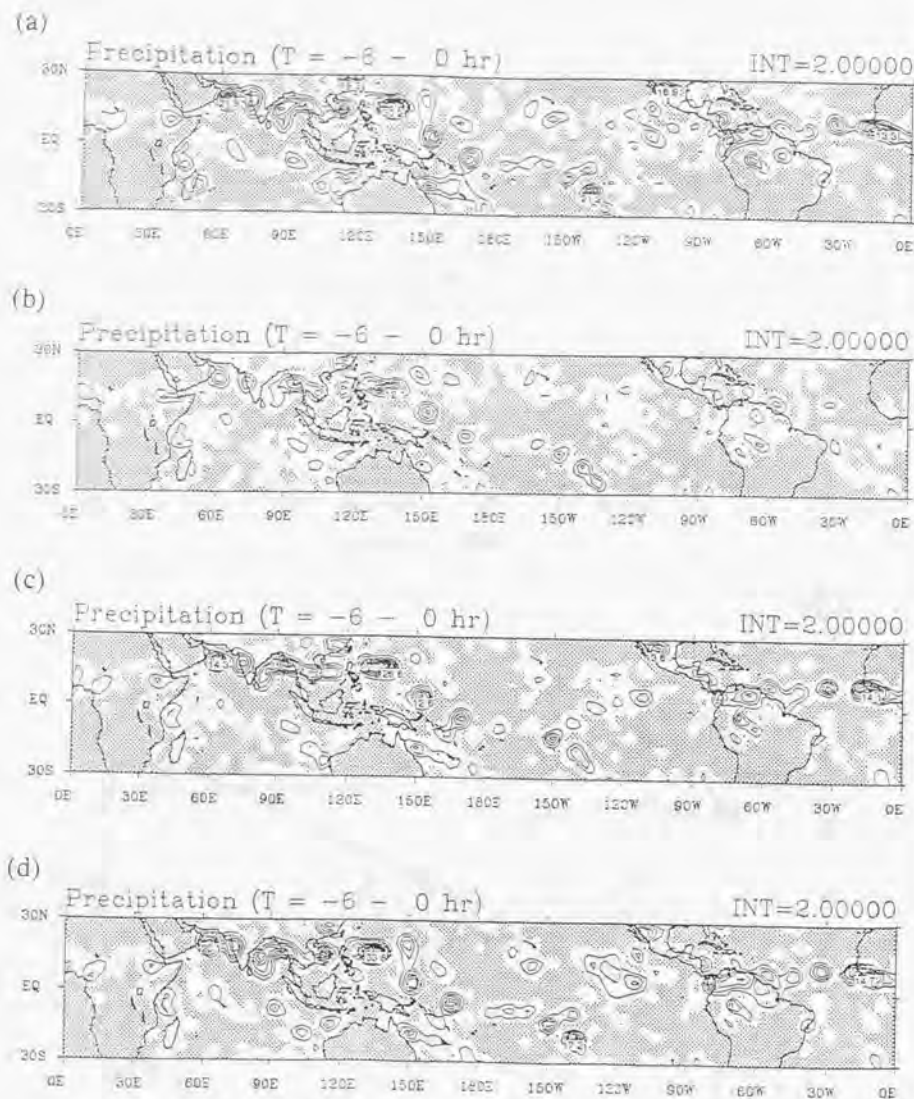 (a)
Precipitation (T = -6 - 0 hr) INT=2.00000
30N
EQ
30S
0E 30E 60E 90E 120E 150E 180E 150W 120W 90W 60W 30W 0E
(b)
Precipitation (T = -6 - 0 hr) INT=2.00000
30N
EQ
30S
0E 30E 60E 90E 120E 150E 180E 150W 120W 90W 60W 30W 0E
(c)
Precipitation (T = -6 - 0 hr) INT=2.00000
30N
EQ
30S
0E 30E 60E 90E 120E 150E 180E 150W 120W 90W 60W 30W 0E
(d)
Precipitation (T = -6 - 0 hr) INT=2.00000
30N
EQ
30S
0E 30E 60E 90E 120E 150E 180E 150W 120W 90W 60W 30W 0E